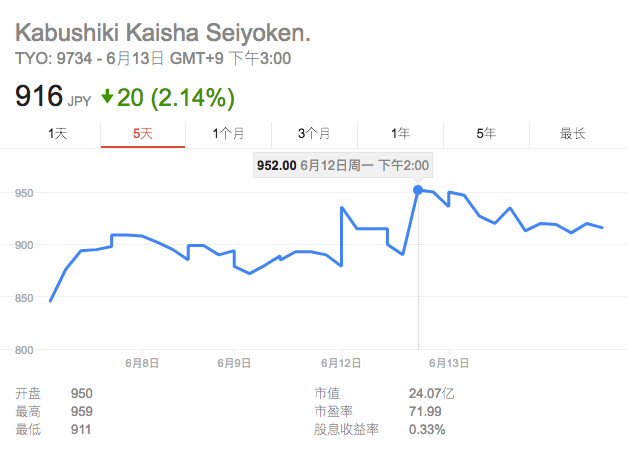 Kabushiki Kaisha Seiyoken.
TYO: 9734 - 6月13日 GMT+9 下午3:00
916 JPY 20 (2.14%)
1天 5天 1个月 3个月 1年 5年 最长
952.00 6月12日周一 下午2:00
950
900
850
800
6月8日 6月9日 6月12日 6月13日
开盘 950 市值 24.07亿
最高 959 市盈率 71.99
最低 911 股息收益率 0.33%